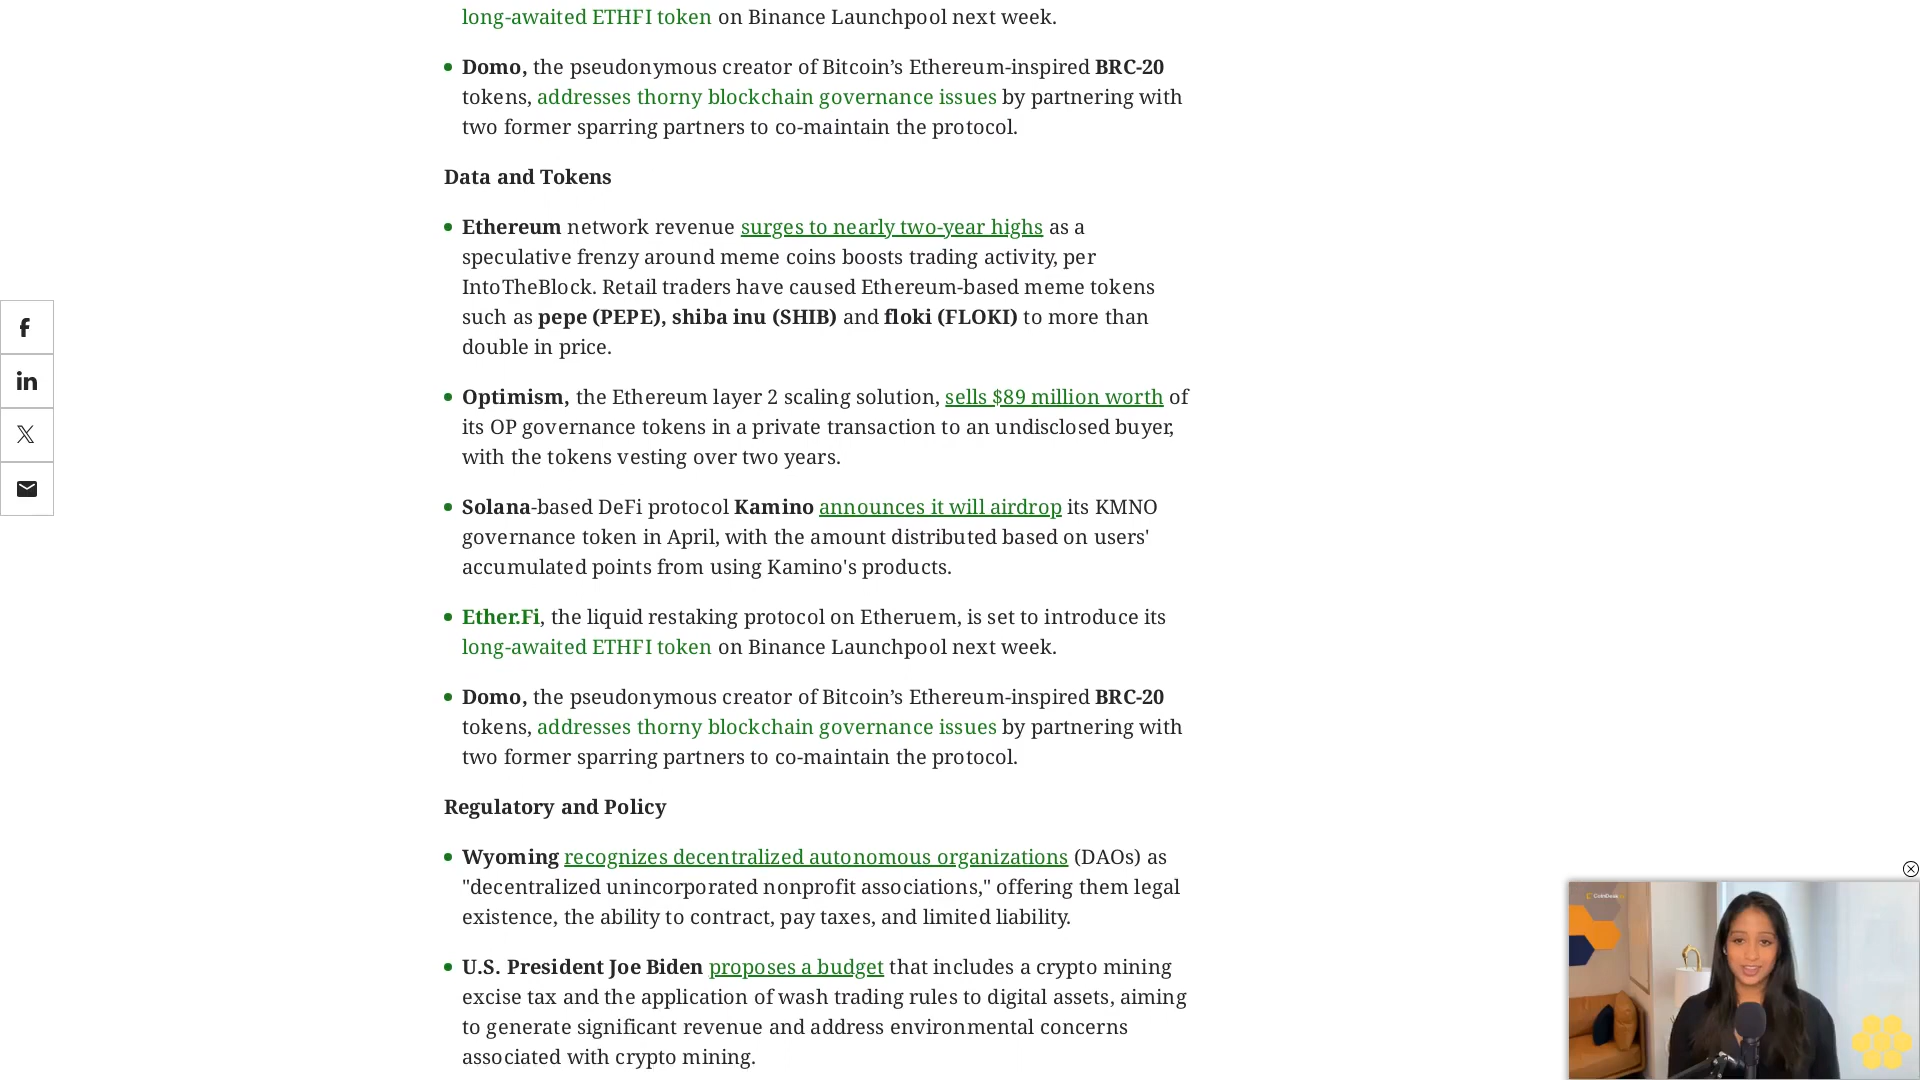 long-awaited ETHFI token on Binance Launchpool next week.
Domo, the pseudonymous creator of Bitcoin’s Ethereum-inspired BRC-20
tokens, addresses thorny blockchain governance issues by partnering with
two former sparring partners to co-maintain the protocol.
Data and Tokens
Ethereum network revenue surges to nearly two-year highs as a
speculative frenzy around meme coins boosts trading activity, per
IntoTheBlock. Retail traders have caused Ethereum-based meme tokens
such as pepe (PEPE), shiba inu (SHIB) and floki (FLOKI) to more than
double in price.
Optimism, the Ethereum layer 2 scaling solution, sells $89 million worth of
its OP governance tokens in a private transaction to an undisclosed buyer,
with the tokens vesting over two years.
Solana-based DeFi protocol Kamino announces it will airdrop its KMNO
governance token in April, with the amount distributed based on users'
accumulated points from using Kamino's products.
Ether.Fi, the liquid restaking protocol on Etheruem, is set to introduce its
long-awaited ETHFI token on Binance Launchpool next week.
Domo, the pseudonymous creator of Bitcoin’s Ethereum-inspired BRC-20
tokens, addresses thorny blockchain governance issues by partnering with
two former sparring partners to co-maintain the protocol.
Regulatory and Policy
Wyoming recognizes decentralized autonomous organizations (DAOs) as
"decentralized unincorporated nonprofit associations," offering them legal
existence, the ability to contract, pay taxes, and limited liability.
U.S. President Joe Biden proposes a budget that includes a crypto mining
excise tax and the application of wash trading rules to digital assets, aiming
to generate significant revenue and address environmental concerns
associated with crypto mining.
CoinDesk